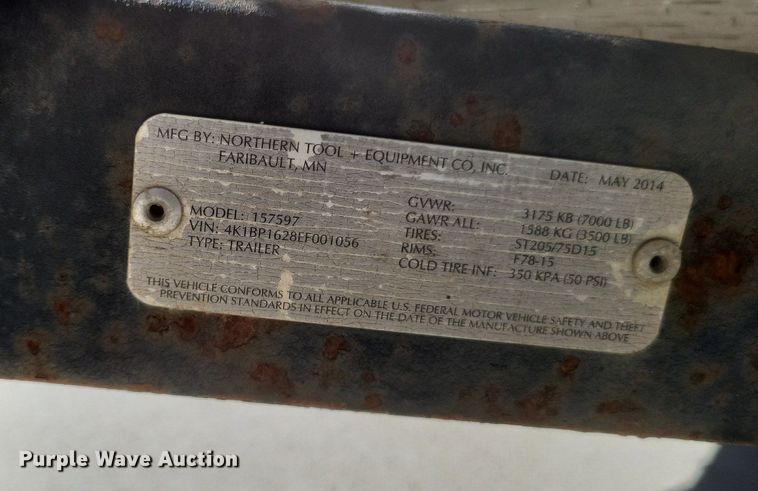 MFG BY: NORTHERN TOOL + EQUIPMENT CO, INC. DATE: MAY 2014
FARIBAULT, MN
MODEL: 157597
VIN: 4K1BP1628EF001056
TYPE: TRAILER
GVWR: 3175 KB (7000 LB)
GAWR ALL: 1588 KG (3500 LB)
TIRES: ST205/75D15
RIMS: F78-15
COLD TIRE INF: 350 KPA (50 PSI)
THIS VEHICLE CONFORMS TO ALL APPLICABLE U.S. FEDERAL MOTOR VEHICLE SAFETY AND THEFT
PREVENTION STANDARDS IN EFFECT ON THE DATE OF THE MANUFACTURE SHOWN ABOVE
Purple Wave Auction